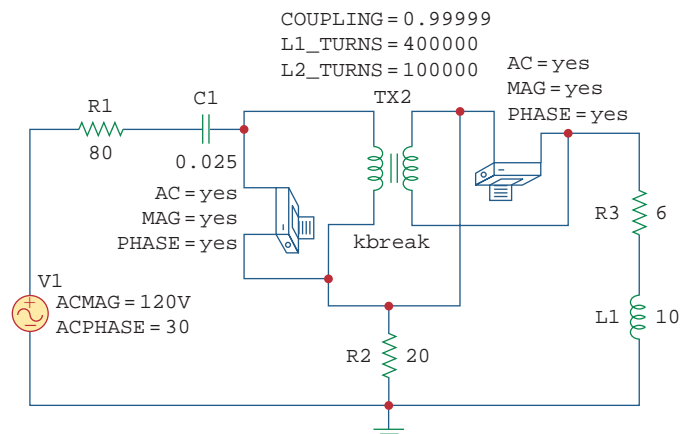 COUPLING = 0.99999
L1_TURNS = 400000
L2_TURNS = 100000
TX2
AC = yes
MAG = yes
PHASE = yes
R1
80
C1
0.025
AC = yes
MAG = yes
PHASE = yes
kbreak
R3
6
V1
ACMAG = 120V
ACPHASE = 30
R2
20
L1
10